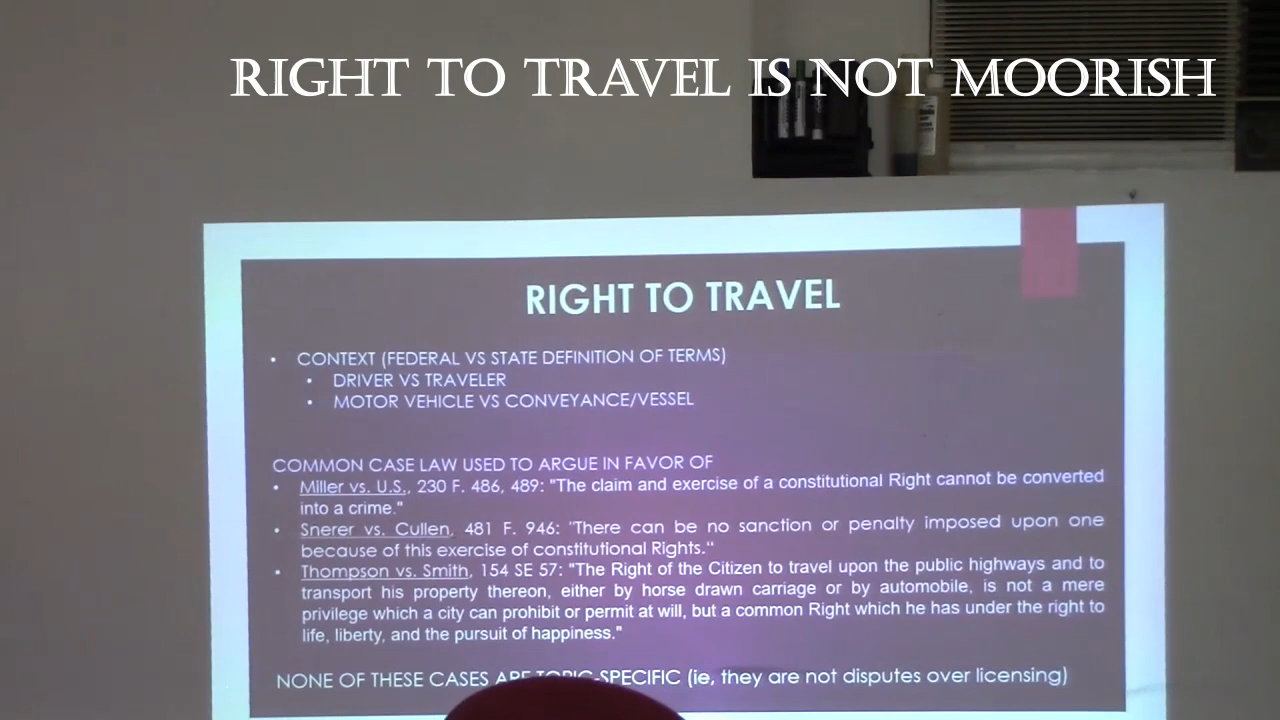 RIGHT TO TRAVEL IS NOT MOORISH
RIGHT TO TRAVEL
• CONTEXT (FEDERAL VS STATE DEFINITION OF TERMS)
• DRIVER VS TRAVELER
• MOTOR VEHICLE VS CONVEYANCE/VESSEL
COMMON CASE LAW USED TO ARGUE IN FAVOR OF
• Miller vs. U.S., 230 F. 486, 489: "The claim and exercise of a constitutional Right cannot be converted
into a crime."
• Snerer vs. Cullen, 481 F. 946: "There can be no sanction or penalty imposed upon one
because of this exercise of constitutional Rights."
• Thompson vs. Smith, 154 SE 57: "The Right of the Citizen to travel upon the public highways and to
transport his property thereon, either by horse drawn carriage or by automobile, is not a mere
privilege which a city can prohibit or permit at will, but a common Right which he has under the right to
life, liberty, and the pursuit of happiness."
NONE OF THESE CASES ARE TOPIC-SPECIFIC (ie, they are not disputes over licensing)